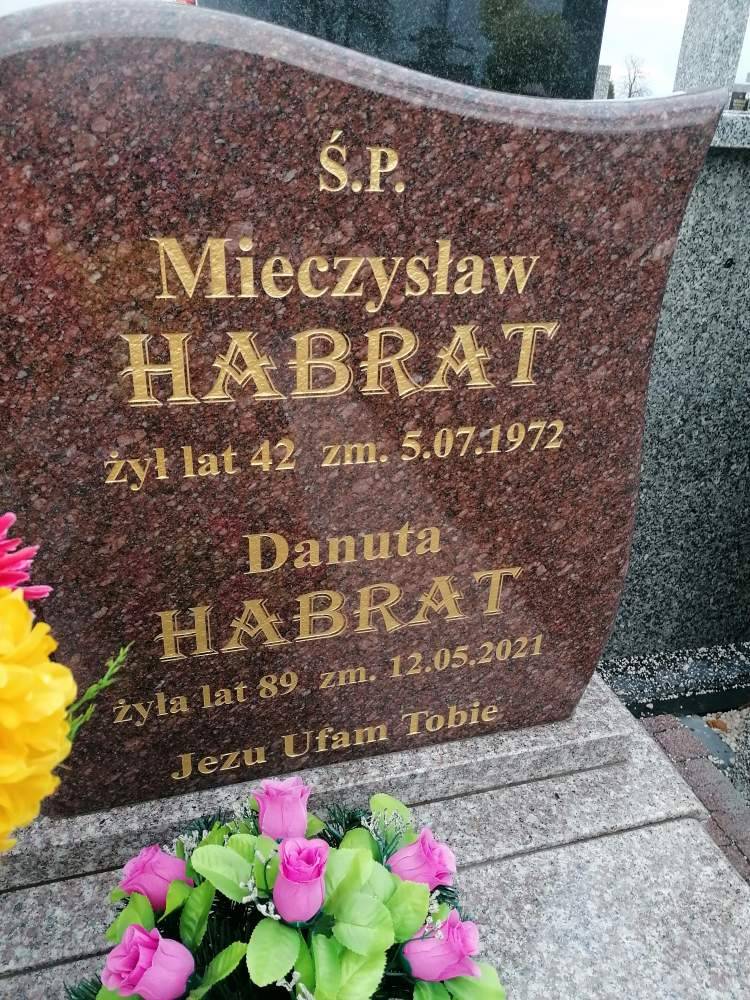 Ś.P.
Mieczysław
HABRAT
żył lat 42 zm. 5.07.1972
Danuta
HABRAT
żyła lat 89 zm. 12.05.2021
Jezu Ufam Tobie